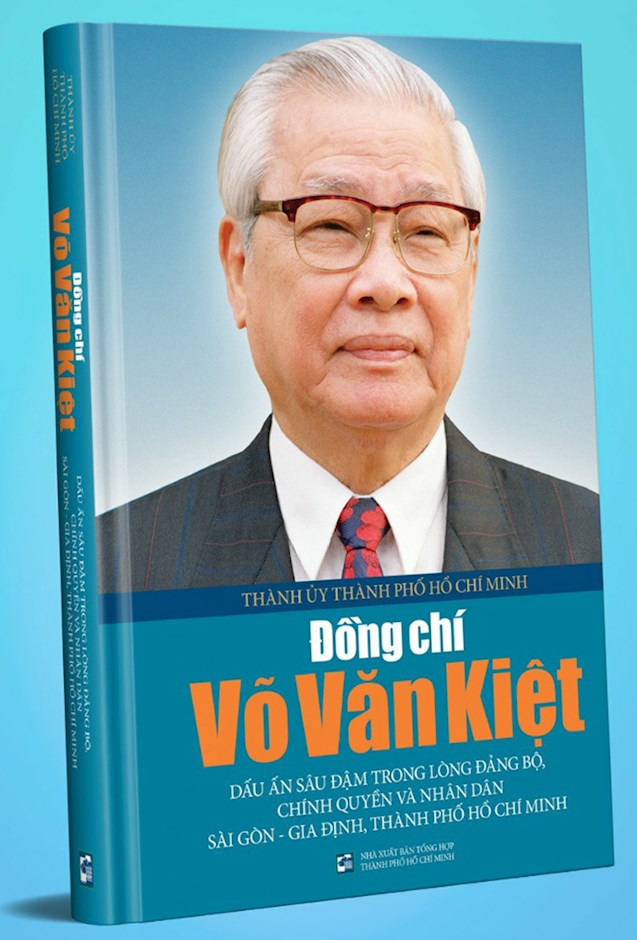 THÀNH ỦY
THÀNH PHỐ
HỒ CHÍ MINH
Đồng chí
Võ Văn Kiệt
DẤU ẤN SÂU ĐẬM TRONG LÒNG ĐẢNG BỘ,
CHÍNH QUYỀN VÀ NHÂN DÂN
SÀI GÒN - GIA ĐỊNH, THÀNH PHỐ HỒ CHÍ MINH
THÀNH ỦY THÀNH PHỐ HỒ CHÍ MINH
Đồng chí
Võ Văn Kiệt
DẤU ẤN SÂU ĐẬM TRONG LÒNG ĐẢNG BỘ,
CHÍNH QUYỀN VÀ NHÂN DÂN
SÀI GÒN - GIA ĐỊNH, THÀNH PHỐ HỒ CHÍ MINH
NHÀ XUẤT BẢN TỔNG HỢP
THÀNH PHỐ HỒ CHÍ MINH